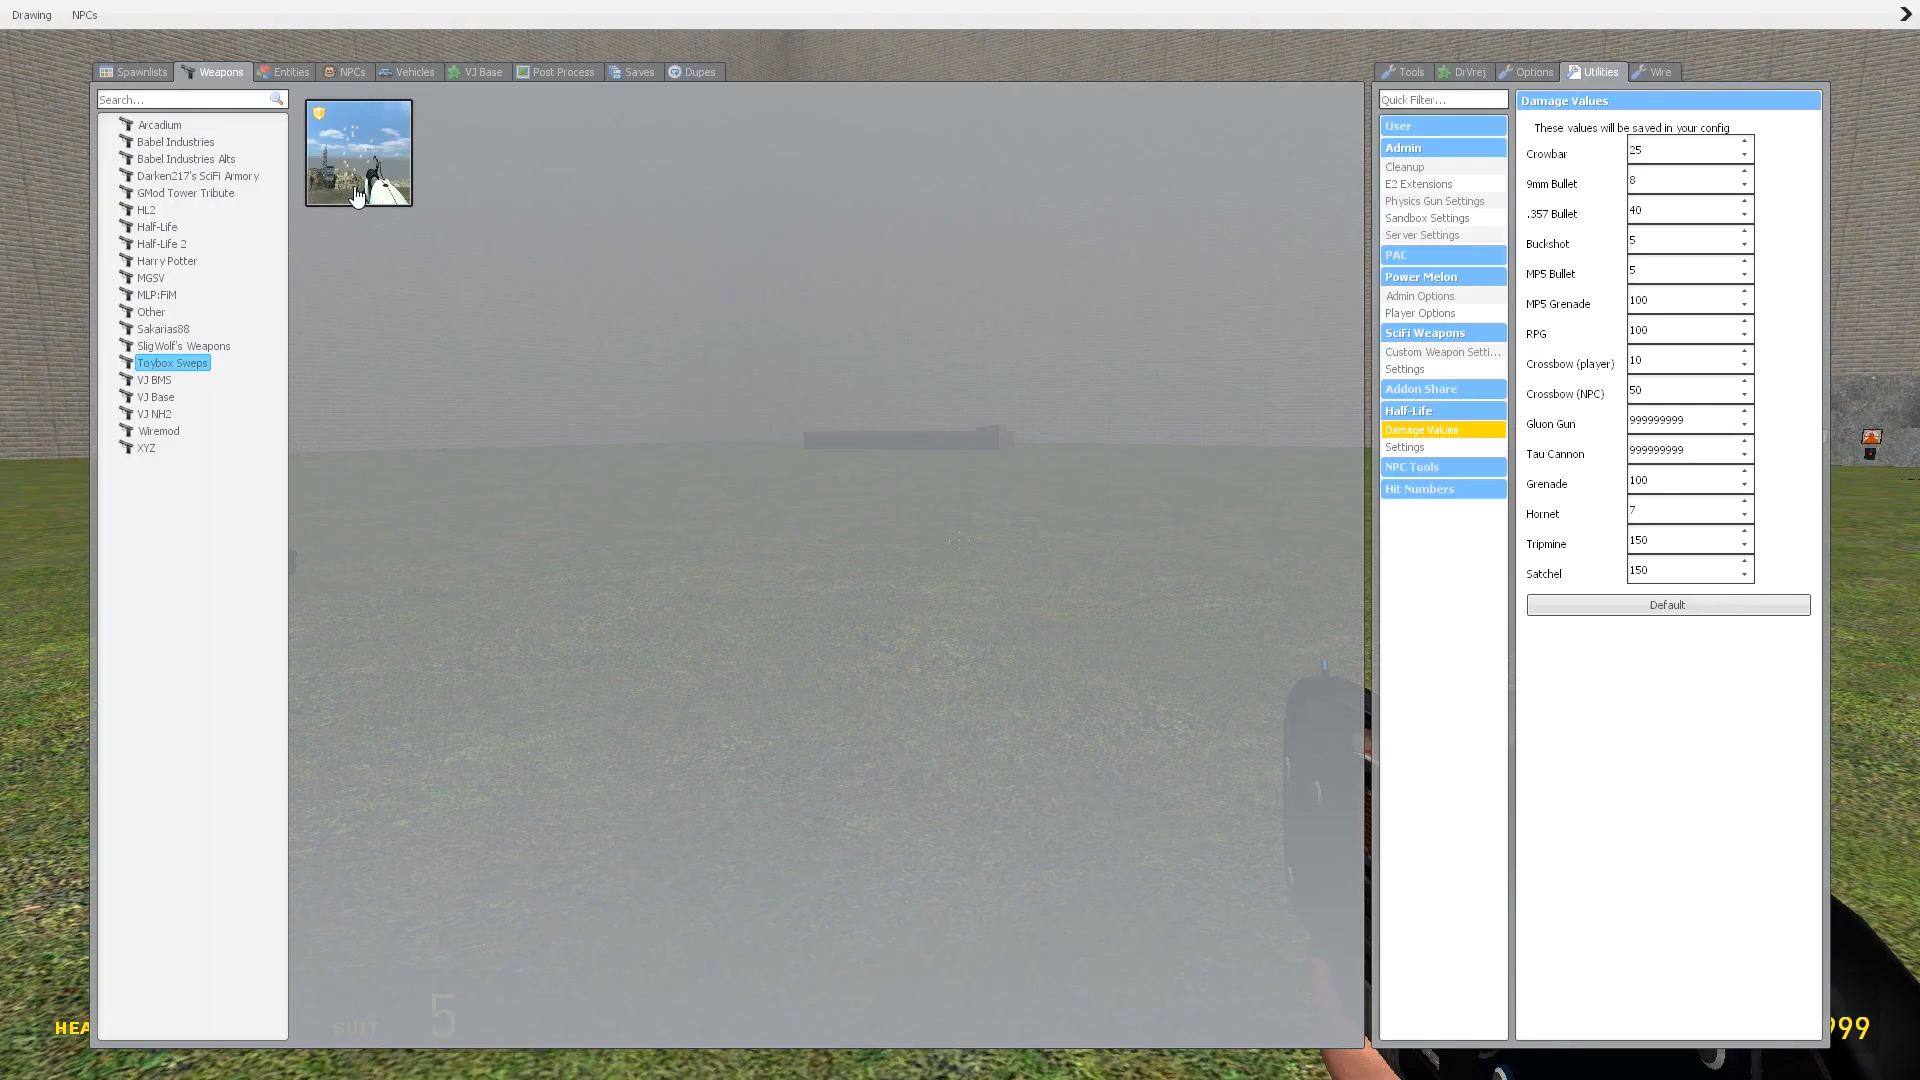 Drawing NPCs
Spawnlists Weapons Entities NPCs Vehicles VJ Base Post Process Saves Dupes
Search...
Arcadium
Babel Industries
Babel Industries Alts
Darken217's SciFi Armory
GMod Tower Tribute
HL2
Half-Life
Half-Life 2
Harry Potter
MGSV
MLP:FiM
Other
Sakarias88
SligWolf's Weapons
Toybox Sweps
VJ BMS
VJ Base
VJ NH2
Wiremod
XYZ
Tools DrVrej Options Utilities Wire
Quick Filter...
User
Admin
Cleanup
E2 Extensions
Physics Gun Settings
Sandbox Settings
Server Settings
PAC
Power Melon
Admin Options
Player Options
SciFi Weapons
Custom Weapon Setti...
Settings
Addon Share
Half-Life
Damage Values
Settings
NPC Tools
Hit Numbers
Damage Values
These values will be saved in your config
Crowbar 25
9mm Bullet 8
.357 Bullet 40
Buckshot 5
MP5 Bullet 5
MP5 Grenade 100
RPG 100
Crossbow (player) 10
Crossbow (NPC) 50
Gluon Gun 999999999
Tau Cannon 999999999
Grenade 100
Hornet 7
Tripmine 150
Satchel 150
Default
HEA
SUIT 5
999